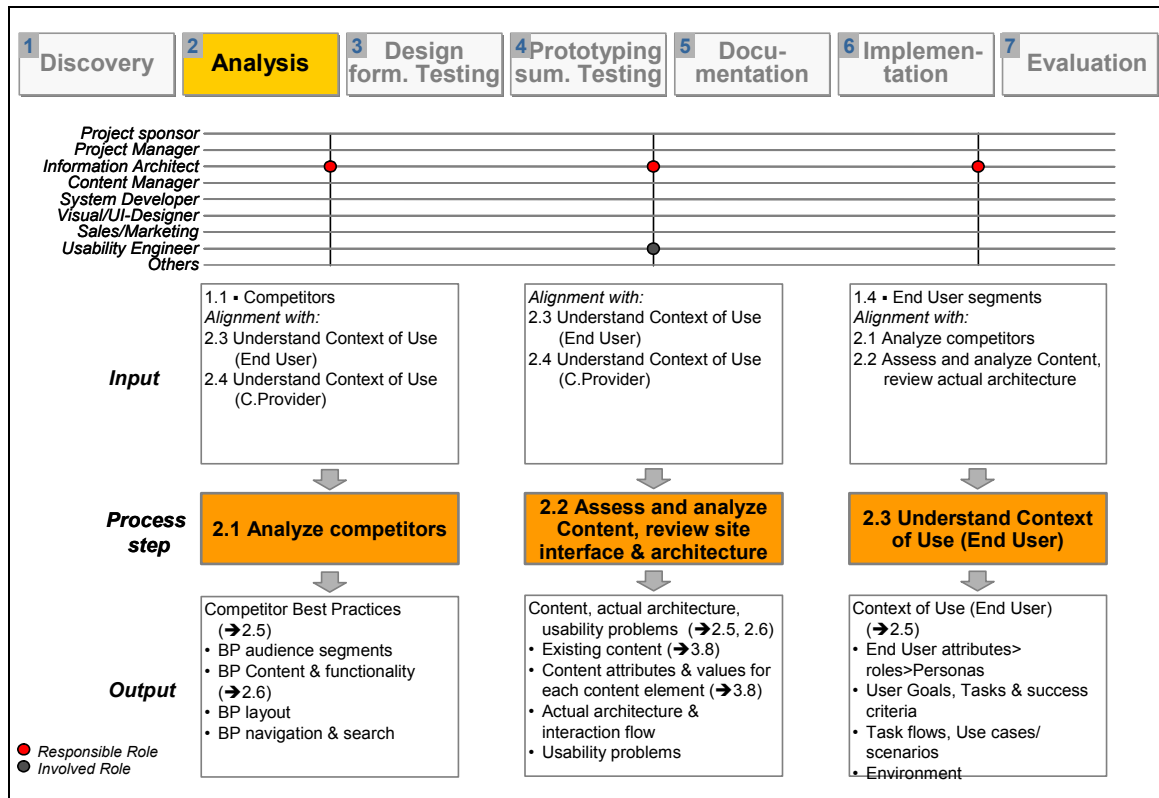 1 Discovery
2 Analysis
3 Design
form. Testing
4 Prototyping
sum. Testing
5 Docu-
mentation
6 Implemen-
tation
7 Evaluation
Project sponsor
Project Manager
Information Architect
Content Manager
System Developer
Visual/UI-Designer
Sales/Marketing
Usability Engineer
Others
Input
1.1 ▪ Competitors
Alignment with:
2.3 Understand Context of Use
(End User)
2.4 Understand Context of Use
(C.Provider)
Alignment with:
2.3 Understand Context of Use
(End User)
2.4 Understand Context of Use
(C.Provider)
1.4 ▪ End User segments
Alignment with:
2.1 Analyze competitors
2.2 Assess and analyze Content,
review actual architecture
Process
step
2.1 Analyze competitors
2.2 Assess and analyze
Content, review site
interface & architecture
2.3 Understand Context
of Use (End User)
Output
Competitor Best Practices
(➔2.5)
• BP audience segments
• BP Content & functionality
(➔2.6)
• BP layout
• BP navigation & search
Content, actual architecture,
usability problems (➔2.5, 2.6)
• Existing content (➔3.8)
• Content attributes & values for
each content element (➔3.8)
• Actual architecture &
interaction flow
• Usability problems
Context of Use (End User)
(➔2.5)
• End User attributes>
roles>Personas
• User Goals, Tasks & success
criteria
• Task flows, Use cases/
scenarios
• Environment
Responsible Role
Involved Role